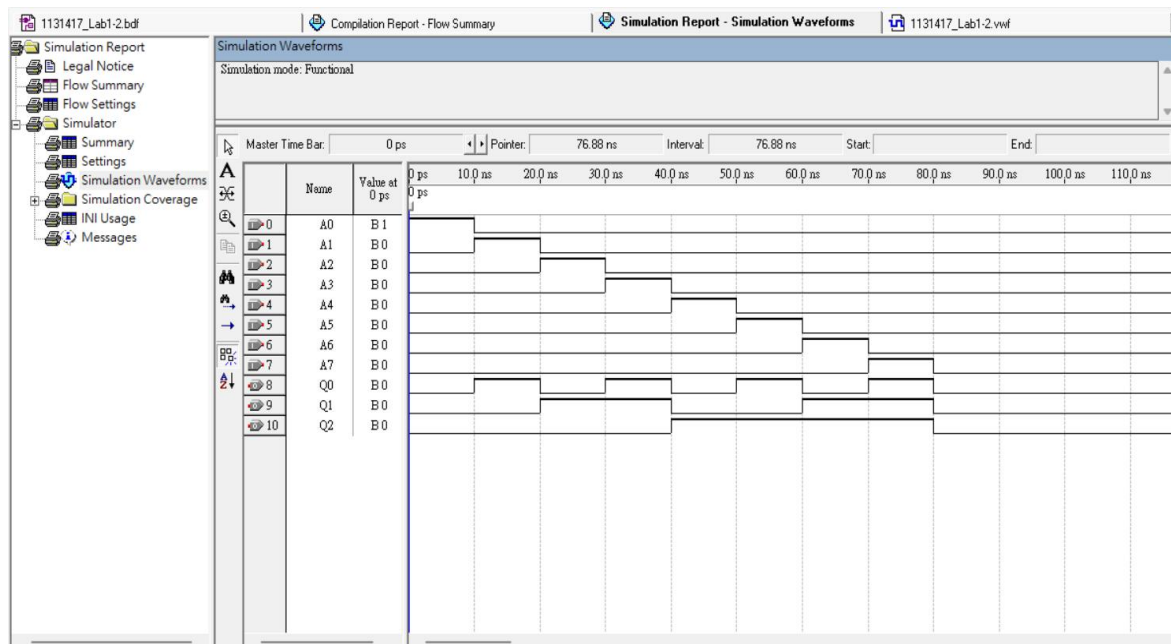 1131417_Lab1-2.bdf Compilation Report - Flow Summary Simulation Report - Simulation Waveforms 1131417_Lab1-2.vwf
Simulation Report
Legal Notice
Flow Summary
Flow Settings
Simulator
Summary
Settings
Simulation Waveforms
Simulation Coverage
INI Usage
Messages
Simulation Waveforms
Simulation mode: Functional
Master Time Bar: 0 ps Pointer: 76.88 ns Interval: 76.88 ns Start: End:
Name Value at 0 ps
0 ps 10.0 ns 20.0 ns 30.0 ns 40.0 ns 50.0 ns 60.0 ns 70.0 ns 80.0 ns 90.0 ns 100.0 ns 110.0 ns
0 ps
0 A0 B 1
1 A1 B 0
2 A2 B 0
3 A3 B 0
4 A4 B 0
5 A5 B 0
6 A6 B 0
7 A7 B 0
8 Q0 B 0
9 Q1 B 0
10 Q2 B 0